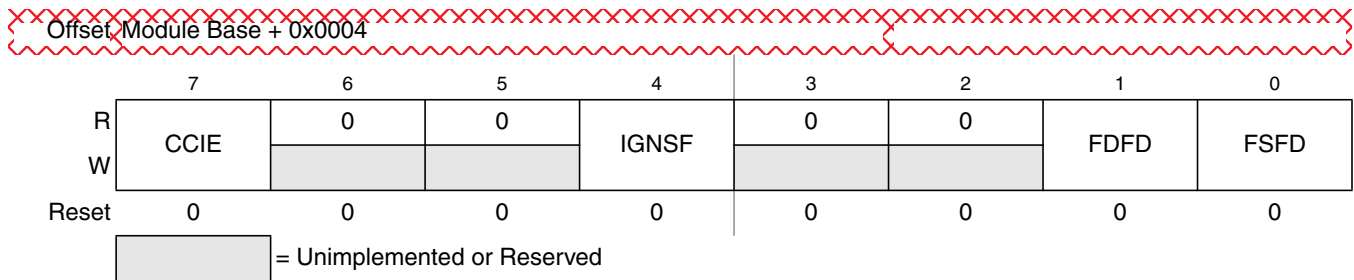 Offset Module Base + 0x0004
7 6 5 4 3 2 1 0
R CCIE 0 0 IGNSF 0 0 FDFD FSFD
W
Reset 0 0 0 0 0 0 0 0
= Unimplemented or Reserved